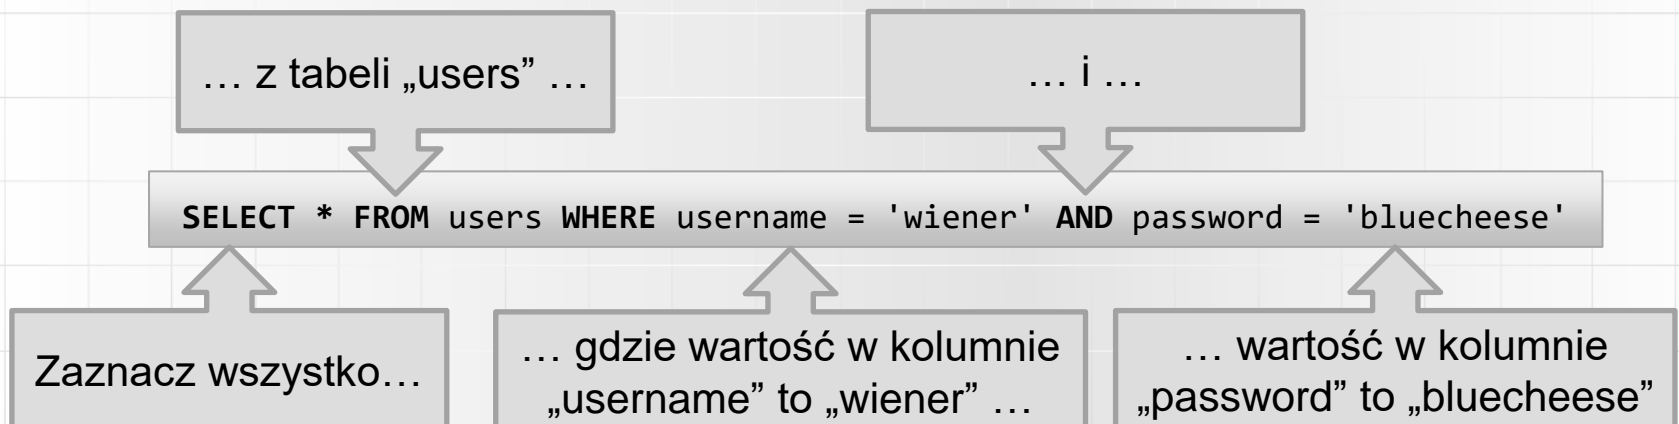 … z tabeli „users” …
… i …
SELECT * FROM users WHERE username = 'wiener' AND password = 'bluecheese'
Zaznacz wszystko…
… gdzie wartość w kolumnie
„username” to „wiener” …
… wartość w kolumnie
„password” to „bluecheese”